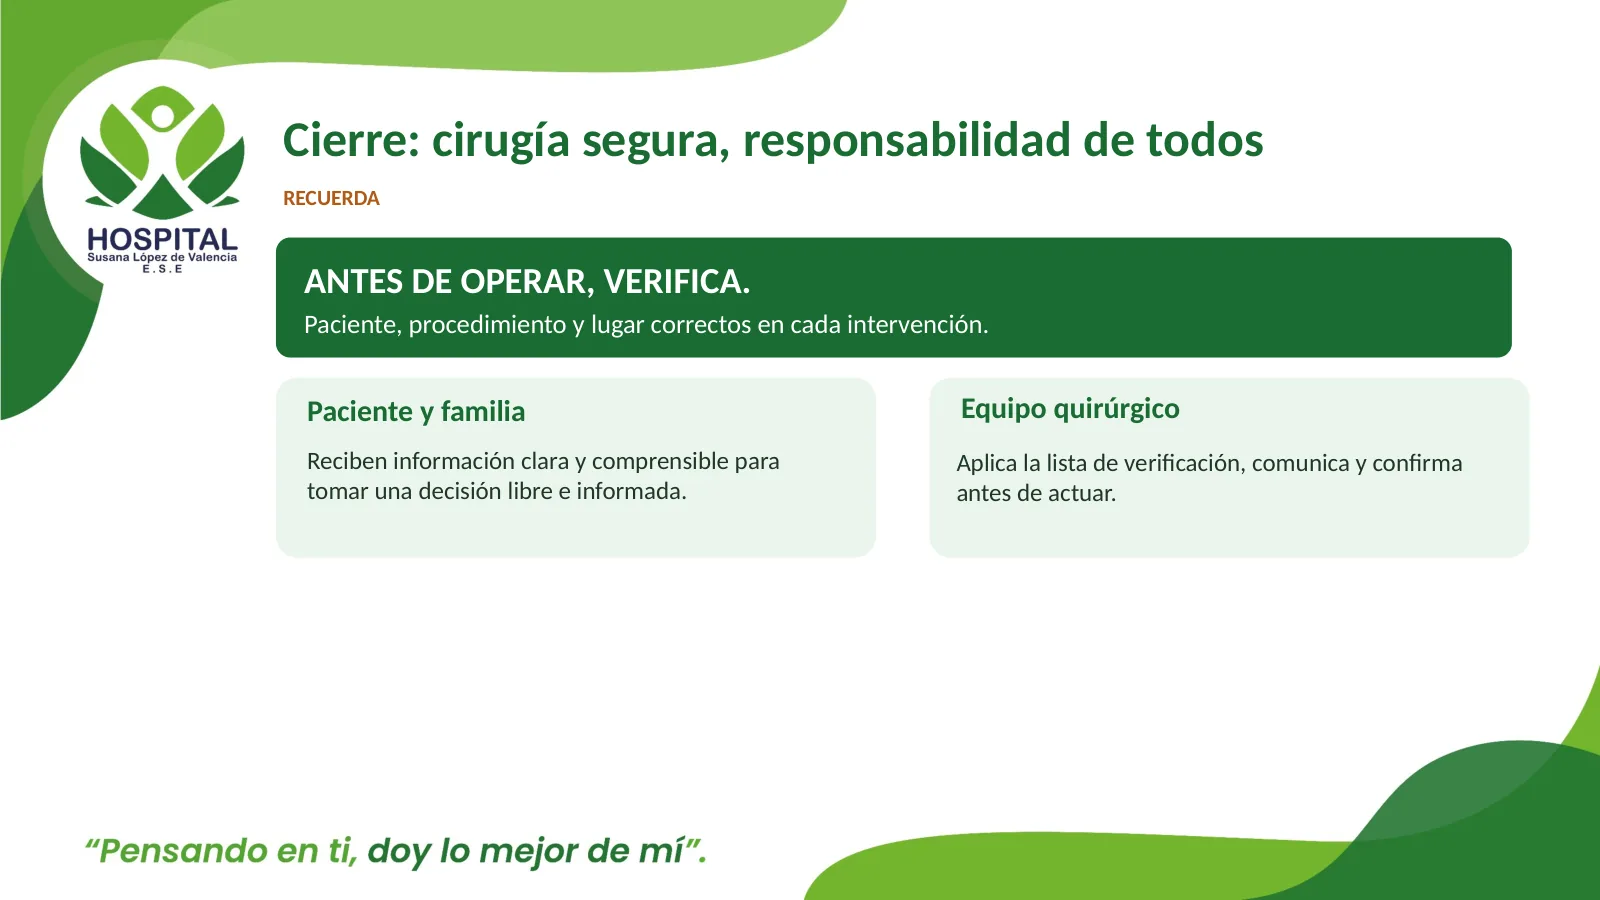 HOSPITAL
Susana López de Valencia
E.S.E
Cierre: cirugía segura, responsabilidad de todos
RECUERDA
ANTES DE OPERAR, VERIFICA.
Paciente, procedimiento y lugar correctos en cada intervención.
Paciente y familia
Reciben información clara y comprensible para
tomar una decisión libre e informada.
Equipo quirúrgico
Aplica la lista de verificación, comunica y confirma
antes de actuar.
“Pensando en ti, doy lo mejor de mí”.